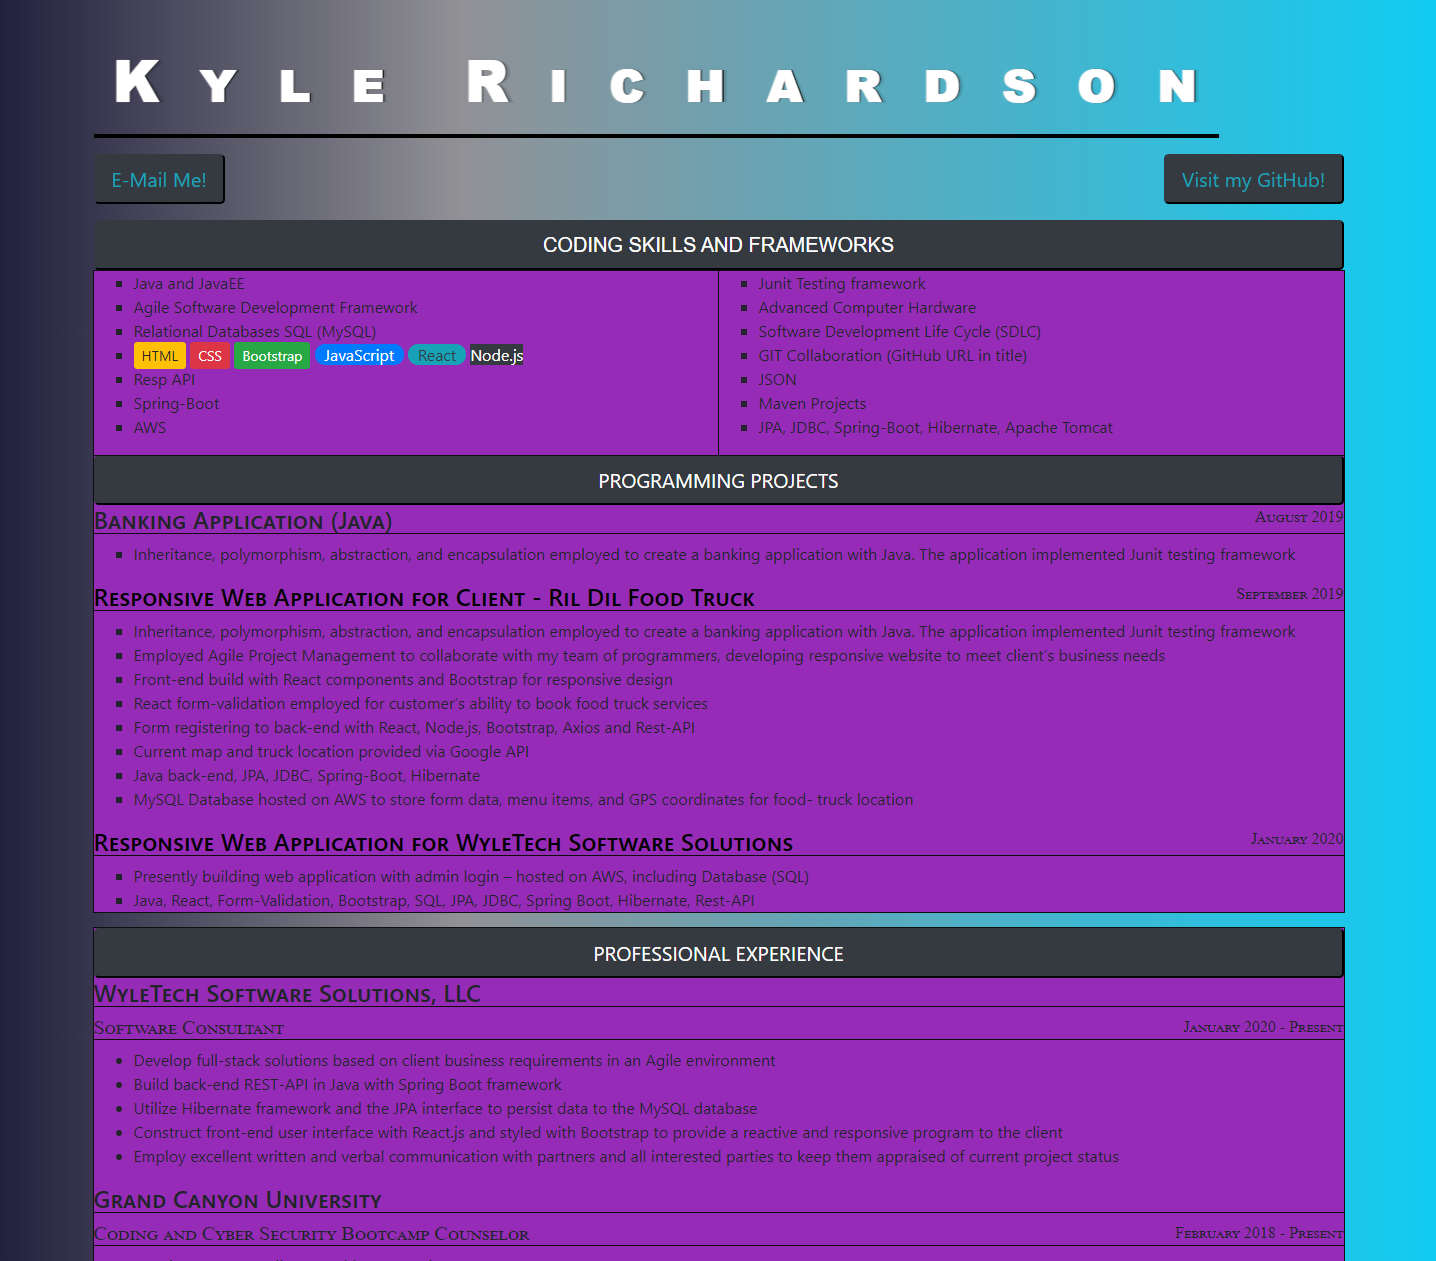 Kyle Richardson
E-Mail Me!
Visit my GitHub!
CODING SKILLS AND FRAMEWORKS
Java and JavaEE
Agile Software Development Framework
Relational Databases SQL (MySQL)
HTML CSS Bootstrap JavaScript React Node.js
Resp API
Spring-Boot
AWS
Junit Testing framework
Advanced Computer Hardware
Software Development Life Cycle (SDLC)
GIT Collaboration (GitHub URL in title)
JSON
Maven Projects
JPA, JDBC, Spring-Boot, Hibernate, Apache Tomcat
PROGRAMMING PROJECTS
Banking Application (Java) August 2019
Inheritance, polymorphism, abstraction, and encapsulation employed to create a banking application with Java. The application implemented Junit testing framework
Responsive Web Application for Client - Ril Dil Food Truck September 2019
Inheritance, polymorphism, abstraction, and encapsulation employed to create a banking application with Java. The application implemented Junit testing framework
Employed Agile Project Management to collaborate with my team of programmers, developing responsive website to meet client's business needs
Front-end build with React components and Bootstrap for responsive design
React form-validation employed for customer's ability to book food truck services
Form registering to back-end with React, Node.js, Bootstrap, Axios and Rest-API
Current map and truck location provided via Google API
Java back-end, JPA, JDBC, Spring-Boot, Hibernate
MySQL Database hosted on AWS to store form data, menu items, and GPS coordinates for food- truck location
Responsive Web Application for WyleTech Software Solutions January 2020
Presently building web application with admin login – hosted on AWS, including Database (SQL)
Java, React, Form-Validation, Bootstrap, SQL, JPA, JDBC, Spring Boot, Hibernate, Rest-API
PROFESSIONAL EXPERIENCE
WyleTech Software Solutions, LLC
Software Consultant January 2020 - Present
Develop full-stack solutions based on client business requirements in an Agile environment
Build back-end REST-API in Java with Spring Boot framework
Utilize Hibernate framework and the JPA interface to persist data to the MySQL database
Construct front-end user interface with React.js and styled with Bootstrap to provide a reactive and responsive program to the client
Employ excellent written and verbal communication with partners and all interested parties to keep them appraised of current project status
Grand Canyon University
Coding and Cyber Security Bootcamp Counselor February 2018 - Present